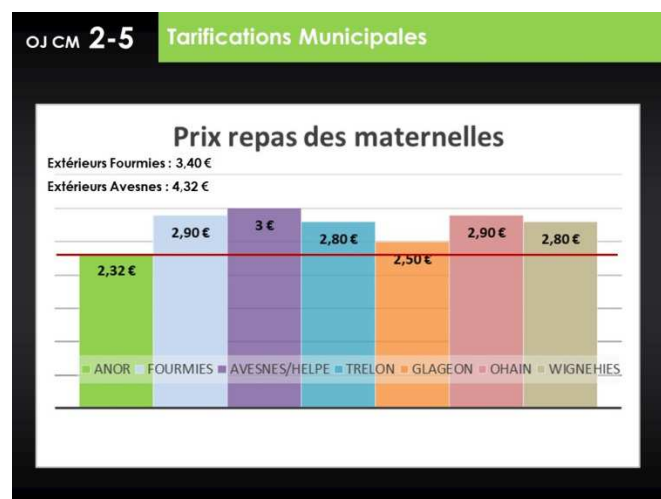 OJ CM 2-5 Tarifications Municipales
Prix repas des maternelles
Extérieurs Fourmies : 3,40 €
Extérieurs Avesnes : 4,32 €
2,32 € 2,90 € 3 € 2,80 € 2,50 € 2,90 € 2,80 €
ANOR FOURMIES AVESNES/HELPE TRELON GLAGEON OHAIN WIGNEHIES